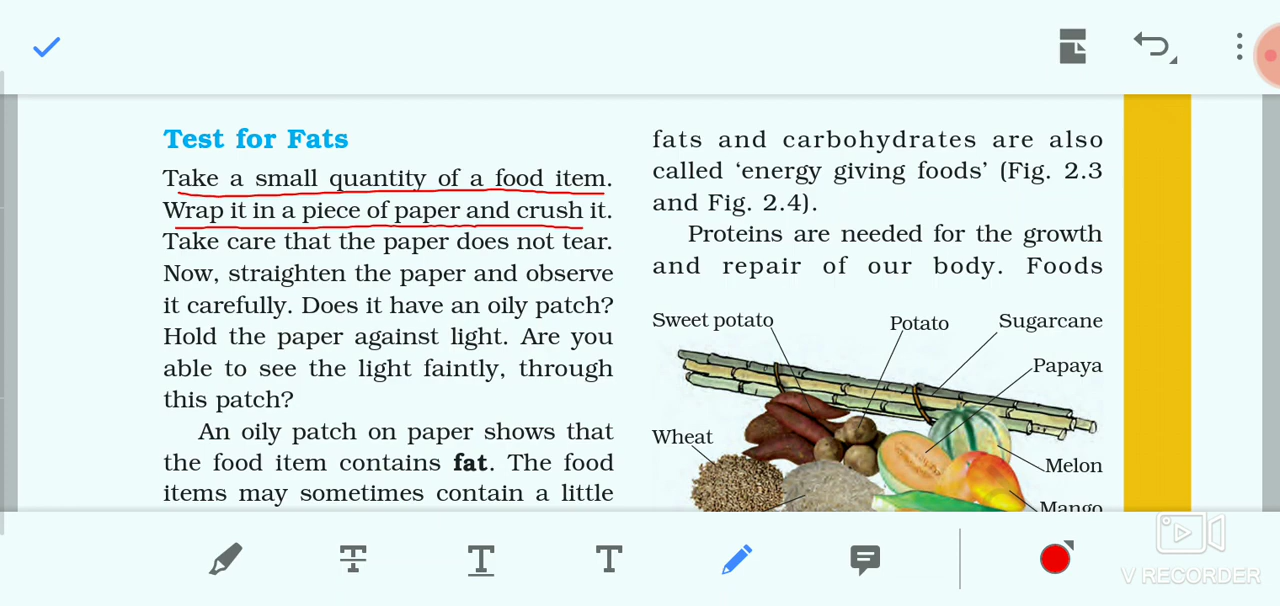 Test for Fats
Take a small quantity of a food item.
Wrap it in a piece of paper and crush it.
Take care that the paper does not tear.
Now, straighten the paper and observe
it carefully. Does it have an oily patch?
Hold the paper against light. Are you
able to see the light faintly, through
this patch?
An oily patch on paper shows that
the food item contains fat. The food
items may sometimes contain a little
fats and carbohydrates are also
called ‘energy giving foods’ (Fig. 2.3
and Fig. 2.4).
Proteins are needed for the growth
and repair of our body. Foods
Sweet potato
Potato
Sugarcane
Papaya
Wheat
Melon
Mango
T
T
T
V RECORDER